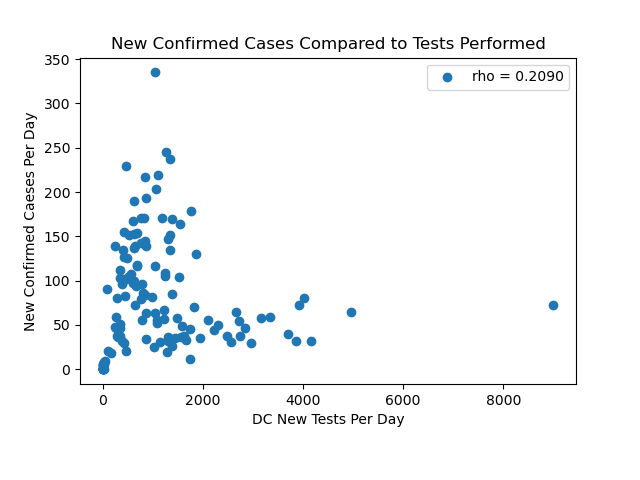 New Confirmed Cases Compared to Tests Performed
rho = 0.2090
350
300
250
200
150
100
50
0
New Confirmed Caeses Per Day
0 2000 4000 6000 8000
DC New Tests Per Day